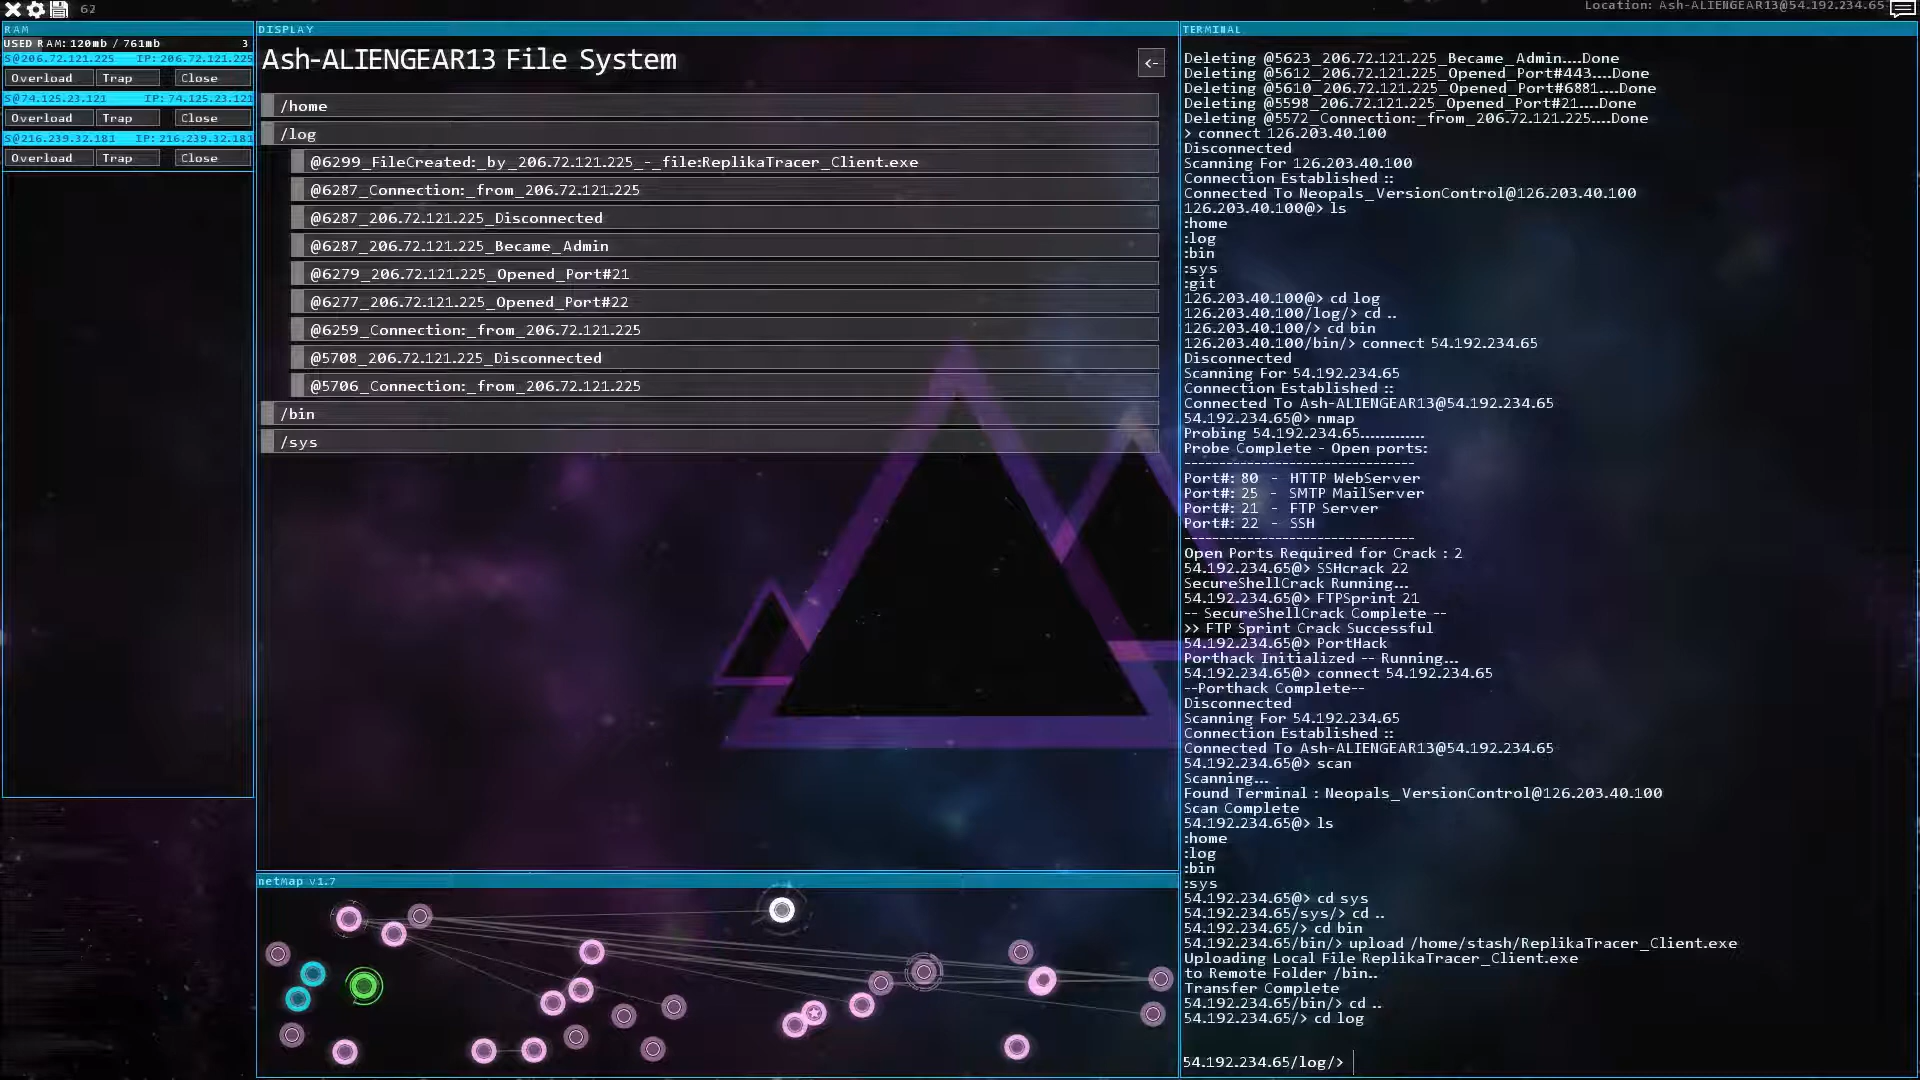 62
Location: Ash-ALIENGEAR13@54.192.234.65
RAM
USED RAM: 120mb / 761mb 3
S@206.72.121.225 IP: 206.72.121.225
Overload Trap Close
S@74.125.23.121 IP: 74.125.23.121
Overload Trap Close
S@216.239.32.181 IP: 216.239.32.181
Overload Trap Close
DISPLAY
Ash-ALIENGEAR13 File System
<-
/home
/log
@6299_FileCreated:_by_206.72.121.225_-_file:ReplikaTracer_Client.exe
@6287_Connection:_from_206.72.121.225
@6287_206.72.121.225_Disconnected
@6287_206.72.121.225_Became_Admin
@6279_206.72.121.225_Opened_Port#21
@6277_206.72.121.225_Opened_Port#22
@6259_Connection:_from_206.72.121.225
@5708_206.72.121.225_Disconnected
@5706_Connection:_from_206.72.121.225
/bin
/sys
netMap v1.7
TERMINAL
Deleting @5623_206.72.121.225_Became_Admin....Done
Deleting @5612_206.72.121.225_Opened_Port#443....Done
Deleting @5610_206.72.121.225_Opened_Port#6881....Done
Deleting @5598_206.72.121.225_Opened_Port#21....Done
Deleting @5572_Connection:_from_206.72.121.225....Done
> connect 126.203.40.100
Disconnected
Scanning For 126.203.40.100
Connection Established ::
Connected To Neopals_VersionControl@126.203.40.100
126.203.40.100@> ls
:home
:log
:bin
:sys
:git
126.203.40.100@> cd log
126.203.40.100/log/> cd ..
126.203.40.100/> cd bin
126.203.40.100/bin/> connect 54.192.234.65
Disconnected
Scanning For 54.192.234.65
Connection Established ::
Connected To Ash-ALIENGEAR13@54.192.234.65
54.192.234.65@> nmap
Probing 54.192.234.65.............
Probe Complete - Open ports:
---------------------------------
Port#: 80 - HTTP WebServer
Port#: 25 - SMTP MailServer
Port#: 21 - FTP Server
Port#: 22 - SSH
---------------------------------
Open Ports Required for Crack : 2
54.192.234.65@> SSHcrack 22
SecureShellCrack Running...
54.192.234.65@> FTPSprint 21
-- SecureShellCrack Complete --
>> FTP Sprint Crack Successful
54.192.234.65@> PortHack
Porthack Initialized -- Running...
54.192.234.65@> connect 54.192.234.65
--Porthack Complete--
Disconnected
Scanning For 54.192.234.65
Connection Established ::
Connected To Ash-ALIENGEAR13@54.192.234.65
54.192.234.65@> scan
Scanning...
Found Terminal : Neopals_VersionControl@126.203.40.100
Scan Complete
54.192.234.65@> ls
:home
:log
:bin
:sys
54.192.234.65@> cd sys
54.192.234.65/sys/> cd ..
54.192.234.65/> cd bin
54.192.234.65/bin/> upload /home/stash/ReplikaTracer_Client.exe
Uploading Local File ReplikaTracer_Client.exe
to Remote Folder /bin..
Transfer Complete
54.192.234.65/bin/> cd ..
54.192.234.65/> cd log
54.192.234.65/log/>